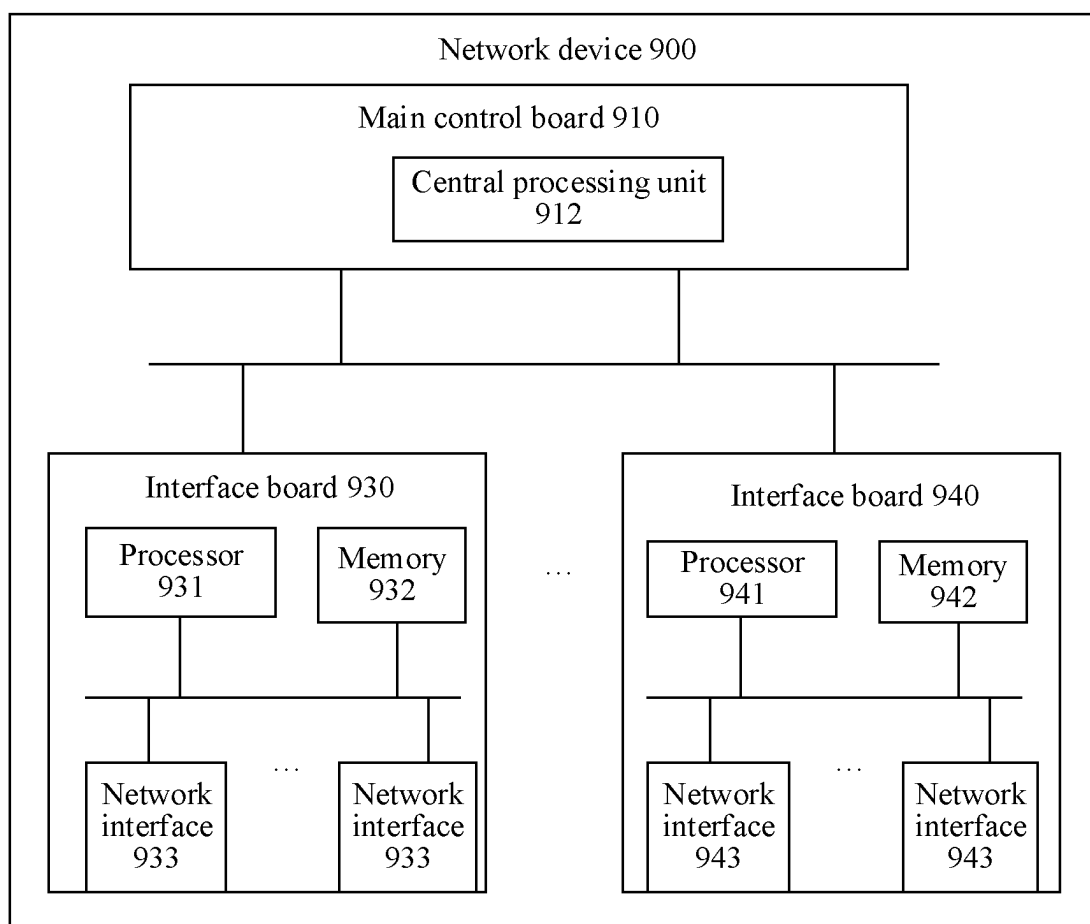 Network device 900
Main control board 910
Central processing unit
912
Interface board 930
Processor
931
Memory
932
...
Network
interface
933
...
Network
interface
933
...
Interface board 940
Processor
941
Memory
942
Network
interface
943
...
Network
interface
943